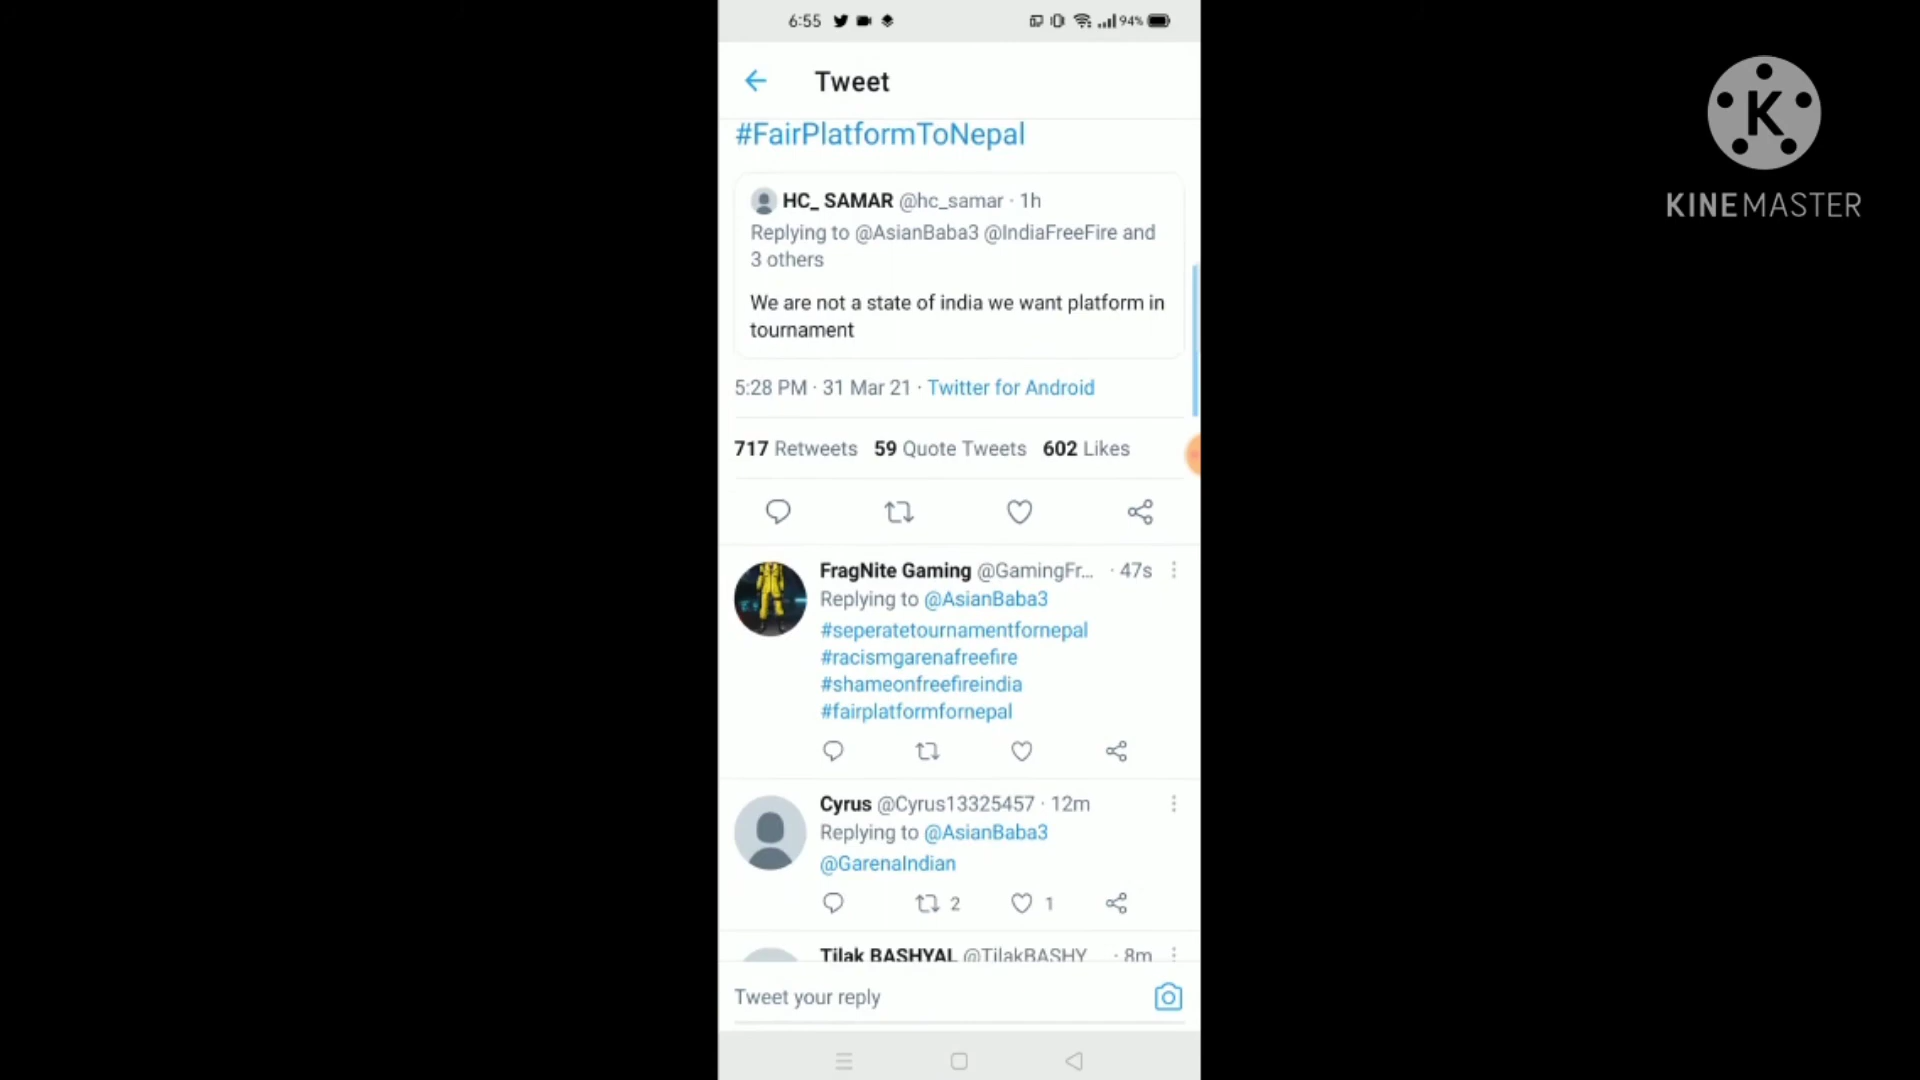 6:55
94%
Tweet
KINEMASTER
#FairPlatformToNepal
HC_ SAMAR @hc_samar · 1h
Replying to @AsianBaba3 @IndiaFreeFire and
3 others
We are not a state of india we want platform in
tournament
5:28 PM · 31 Mar 21 · Twitter for Android
717 Retweets 59 Quote Tweets 602 Likes
FragNite Gaming @GamingFr... · 47s
Replying to @AsianBaba3
#seperatetournamentfornepal
#racismgarenafreefire
#shameonfreefireindia
#fairplatformfornepal
Cyrus @Cyrus13325457 · 12m
Replying to @AsianBaba3
@GarenaIndian
2 1
Tilak BASHYAL @TilakBASHY · 8m
Tweet your reply